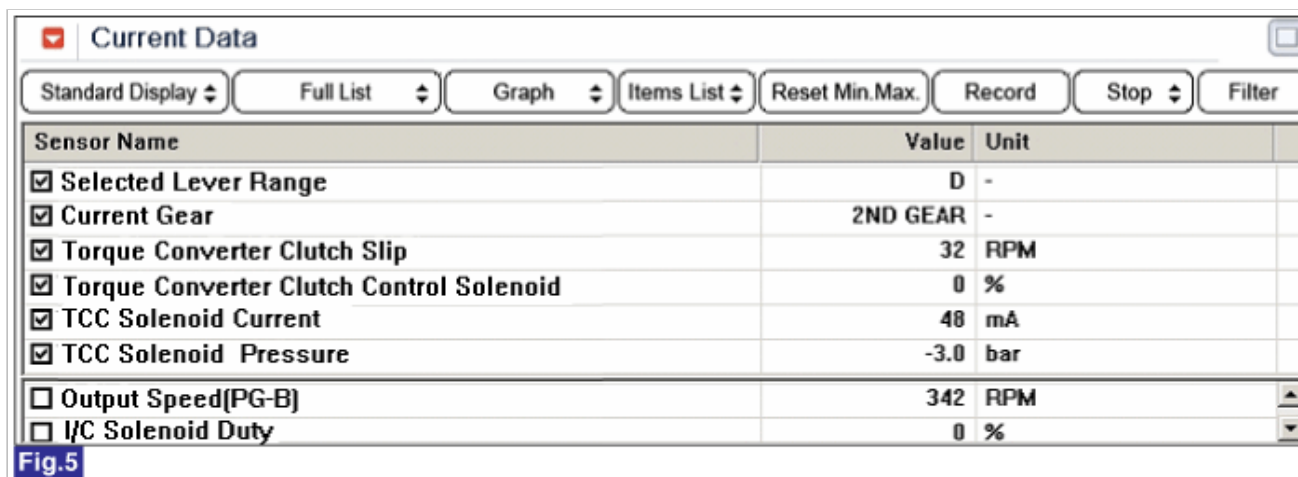 Current Data
Standard Display Full List Graph Items List Reset Min.Max. Record Stop Filter
Sensor Name Value Unit
Selected Lever Range D -
Current Gear 2ND GEAR -
Torque Converter Clutch Slip 32 RPM
Torque Converter Clutch Control Solenoid 0 %
TCC Solenoid Current 48 mA
TCC Solenoid Pressure -3.0 bar
Output Speed(PG-B) 342 RPM
I/C Solenoid Duty 0 %
Fig.5